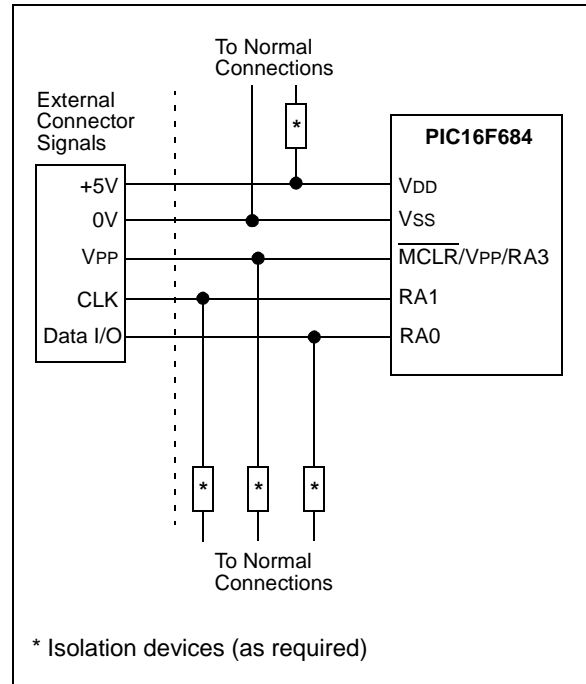 To Normal
Connections
External
Connector
Signals
*
PIC16F684
+5V
VDD
0V
VSS
VPP
MCLR/VPP/RA3
CLK
RA1
Data I/O
RA0
*
*
*
To Normal
Connections
* Isolation devices (as required)